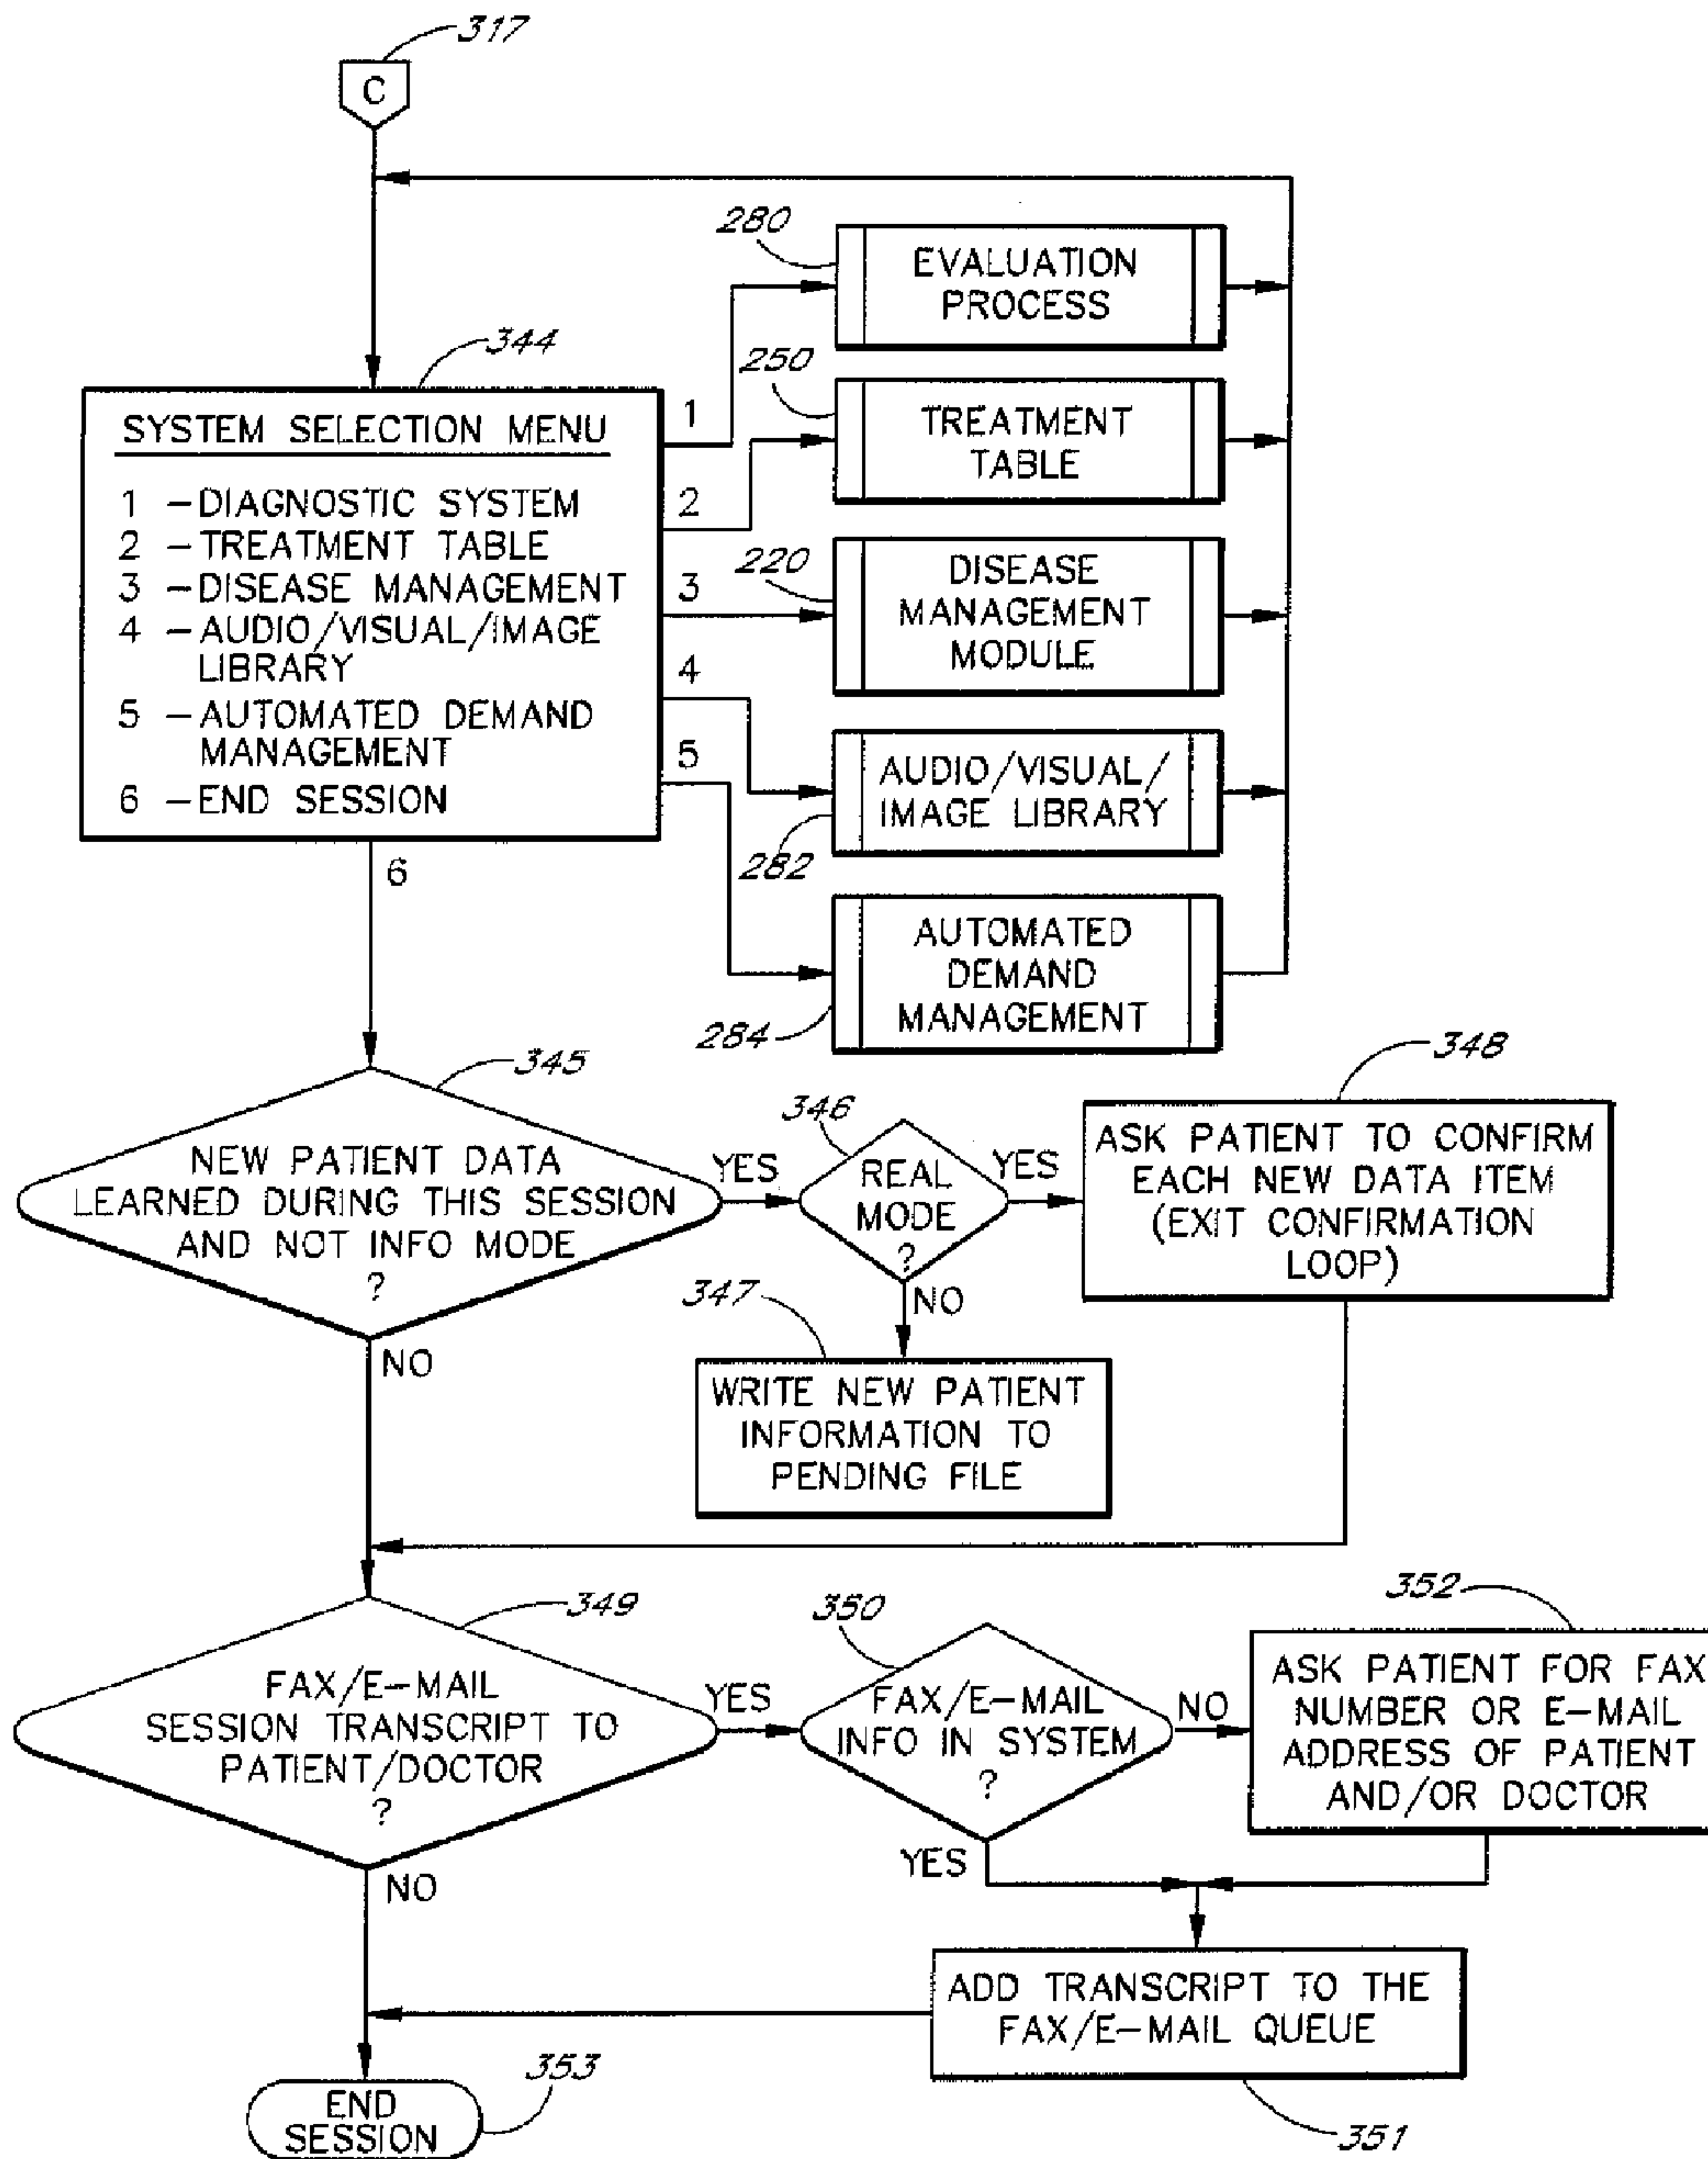 317
C
280
EVALUATION
PROCESS
344
SYSTEM SELECTION MENU
1 – DIAGNOSTIC SYSTEM
2 – TREATMENT TABLE
3 – DISEASE MANAGEMENT
4 – AUDIO/VISUAL/IMAGE
LIBRARY
5 – AUTOMATED DEMAND
MANAGEMENT
6 – END SESSION
1
2
3
4
5
6
250
TREATMENT
TABLE
220
DISEASE
MANAGEMENT
MODULE
AUDIO/VISUAL/
IMAGE LIBRARY
282
AUTOMATED
DEMAND
MANAGEMENT
284
345
NEW PATIENT DATA
LEARNED DURING THIS SESSION
AND NOT INFO MODE
?
YES
NO
346
REAL
MODE
?
YES
NO
348
ASK PATIENT TO CONFIRM
EACH NEW DATA ITEM
(EXIT CONFIRMATION
LOOP)
347
WRITE NEW PATIENT
INFORMATION TO
PENDING FILE
349
FAX/E–MAIL
SESSION TRANSCRIPT TO
PATIENT/DOCTOR
?
YES
NO
350
FAX/E–MAIL
INFO IN SYSTEM
?
NO
YES
352
ASK PATIENT FOR FAX
NUMBER OR E–MAIL
ADDRESS OF PATIENT
AND/OR DOCTOR
ADD TRANSCRIPT TO THE
FAX/E–MAIL QUEUE
351
353
END
SESSION